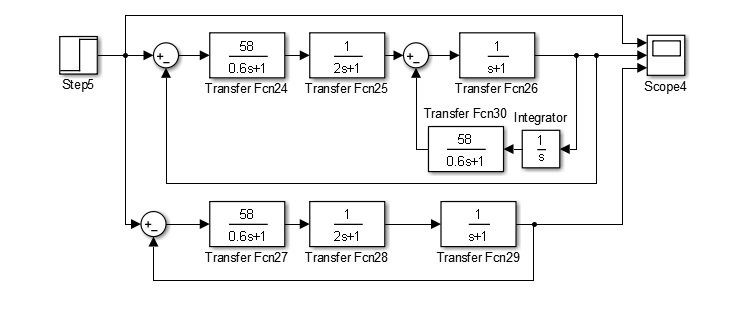 58
0.6s+1
Transfer Fcn24
1
2s+1
Transfer Fcn25
1
s+1
Transfer Fcn26
Step5
Scope4
Transfer Fcn30
58
0.6s+1
Integrator
1
s
58
0.6s+1
Transfer Fcn27
1
2s+1
Transfer Fcn28
1
s+1
Transfer Fcn29